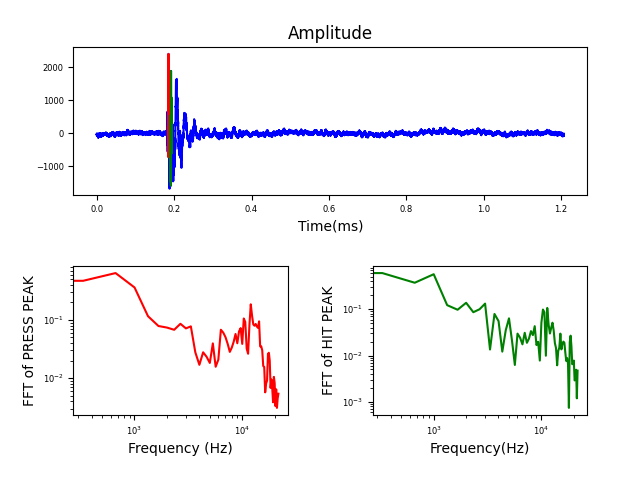 Amplitude
2000
1000
0
−1000
0.0 0.2 0.4 0.6 0.8 1.0 1.2
Time(ms)
FFT of PRESS PEAK
10⁻¹
10⁻²
10³ 10⁴
Frequency (Hz)
FFT of HIT PEAK
10⁻¹
10⁻²
10⁻³
10³ 10⁴
Frequency(Hz)